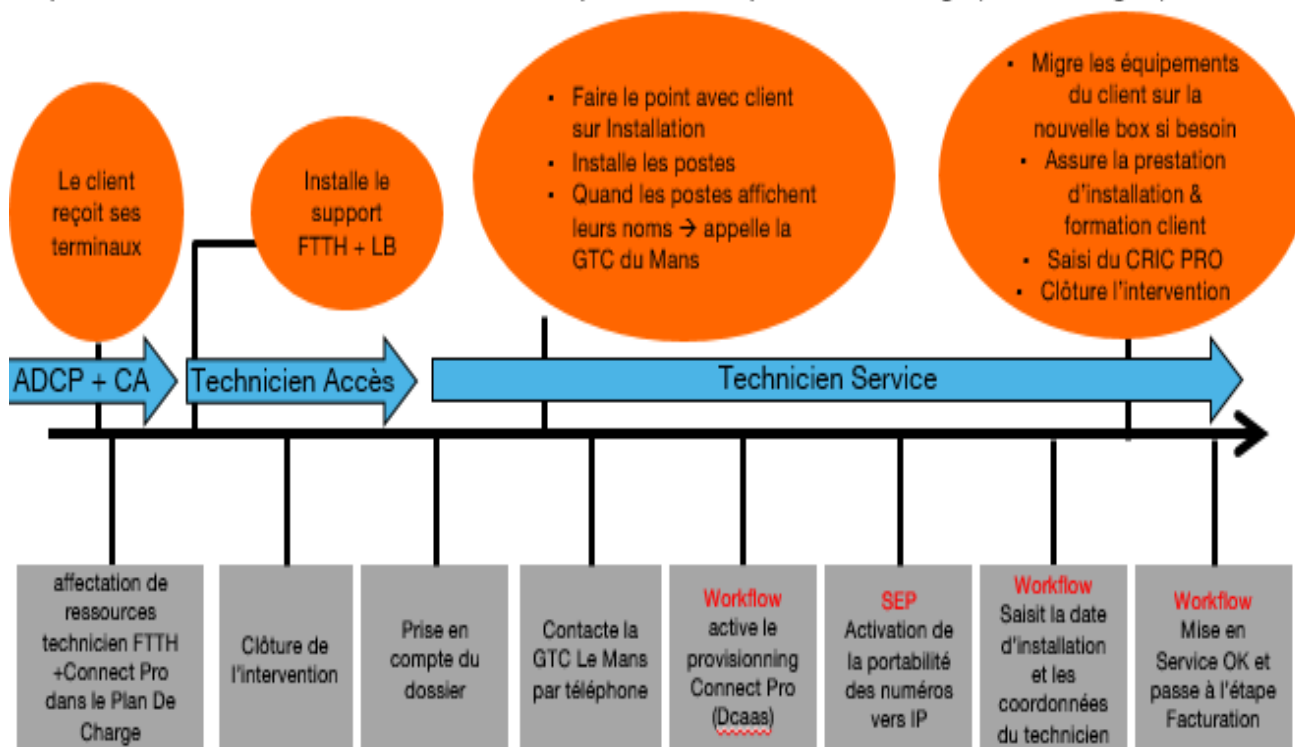 Le client
reçoit ses
terminaux
Installe le
support
FTTH + LB
• Faire le point avec client
sur Installation
• Installe les postes
• Quand les postes affichent
leurs noms → appelle la
GTC du Mans
• Migre les équipements
du client sur la
nouvelle box si besoin
• Assure la prestation
d'installation &
formation client
• Saisi du CRIC PRO
• Clôture l'intervention
ADCP + CA
Technicien Accès
Technicien Service
affectation de
ressources
technicien FTTH
+Connect Pro
dans le Plan De
Charge
Clôture de
l'intervention
Prise en
compte du
dossier
Contacte la
GTC Le Mans
par téléphone
Workflow
active le
provisionning
Connect Pro
(Dcaas)
SEP
Activation de
la portabilité
des numéros
vers IP
Workflow
Saisit la date
d'installation
et les
coordonnées
du technicien
Workflow
Mise en
Service OK et
passe à l'étape
Facturation